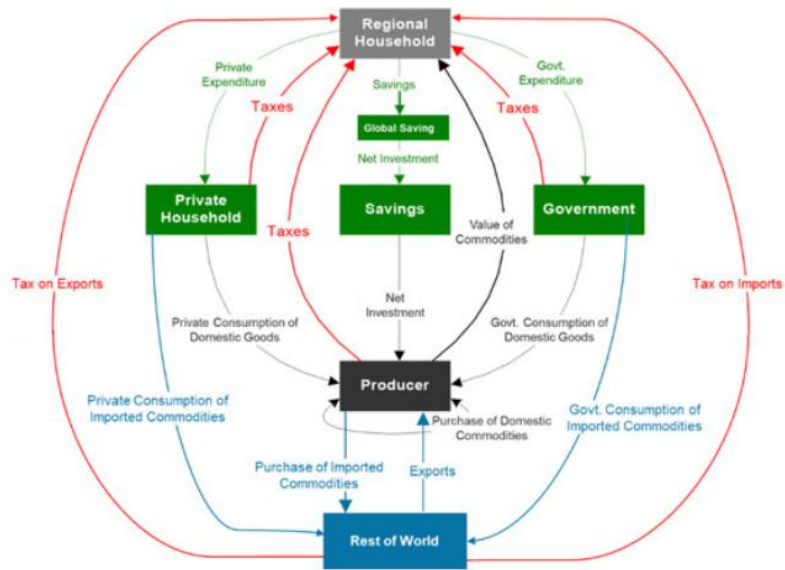 Regional
Household
Private
Expenditure
Savings
Govt.
Expenditure
Taxes
Taxes
Global Saving
Net Investment
Private
Household
Savings
Government
Taxes
Value of
Commodities
Tax on Exports
Tax on Imports
Net
Investment
Private Consumption of
Domestic Goods
Govt. Consumption of
Domestic Goods
Producer
Private Consumption of
Imported Commodities
Govt. Consumption of
Imported Commodities
Purchase of Domestic
Commodities
Purchase of Imported
Commodities
Exports
Rest of World